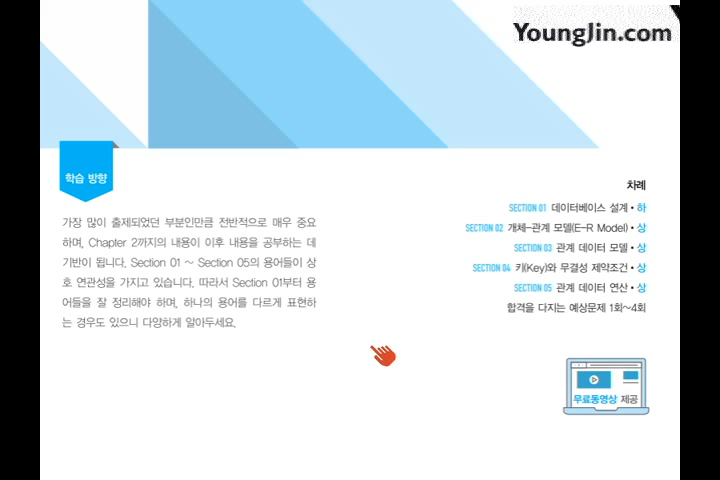 YoungJin.com
학습 방향
가장 많이 출제되었던 부분인만큼 전반적으로 매우 중요
하며, Chapter 2까지의 내용이 이후 내용을 공부하는 데
기반이 됩니다. Section 01 ~ Section 05의 용어들이 상
호 연관성을 가지고 있습니다. 따라서 Section 01부터 용
어들을 잘 정리해야 하며, 하나의 용어를 다르게 표현하
는 경우도 있으니 다양하게 알아두세요.
차례
SECTION 01 데이터베이스 설계 • 하
SECTION 02 개체-관계 모델(E-R Model) • 상
SECTION 03 관계 데이터 모델 • 상
SECTION 04 키(Key)와 무결성 제약조건 • 상
SECTION 05 관계 데이터 연산 • 상
합격을 다지는 예상문제 1회~4회
무료동영상 제공